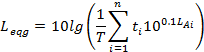 L_{eqg} = 10lg\left(\frac{1}{T}\sum_{i=1}^{n} t_i 10^{0.1L_{Ai}}\right)